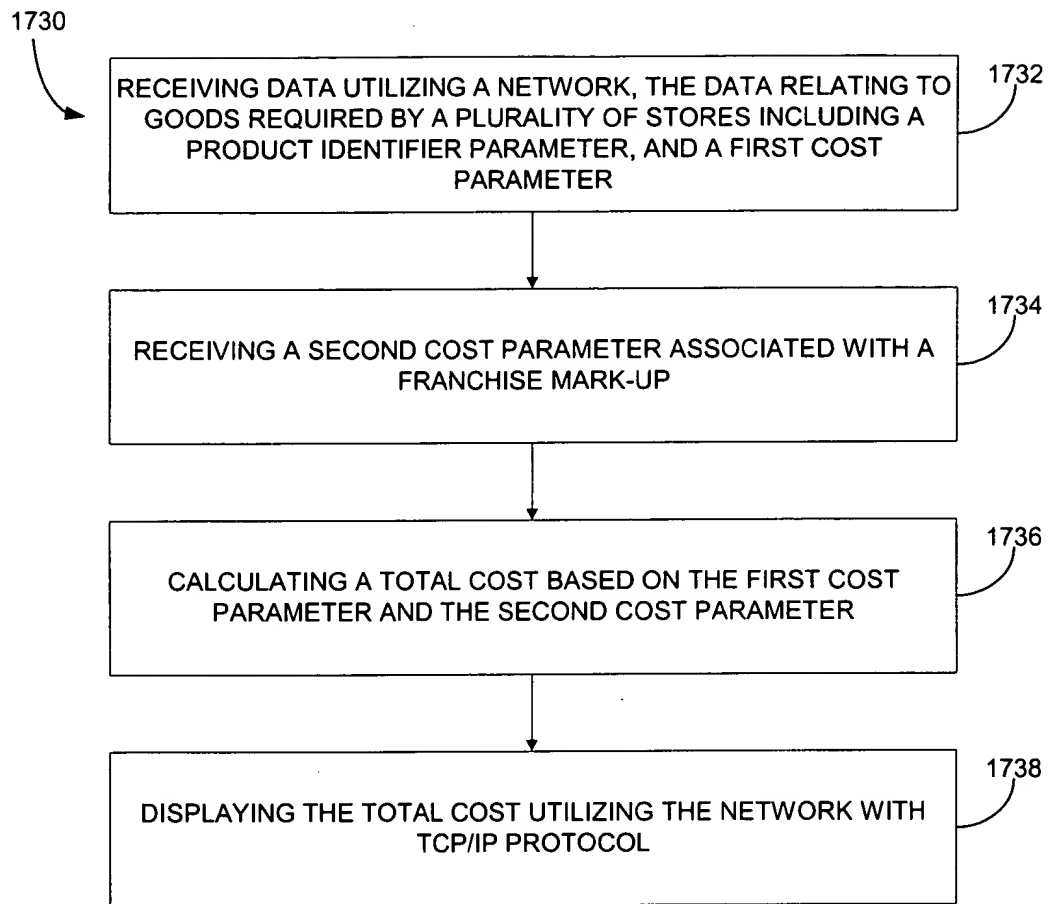 1730
1732
RECEIVING DATA UTILIZING A NETWORK, THE DATA RELATING TO
GOODS REQUIRED BY A PLURALITY OF STORES INCLUDING A
PRODUCT IDENTIFIER PARAMETER, AND A FIRST COST
PARAMETER
1734
RECEIVING A SECOND COST PARAMETER ASSOCIATED WITH A
FRANCHISE MARK-UP
1736
CALCULATING A TOTAL COST BASED ON THE FIRST COST
PARAMETER AND THE SECOND COST PARAMETER
1738
DISPLAYING THE TOTAL COST UTILIZING THE NETWORK WITH
TCP/IP PROTOCOL